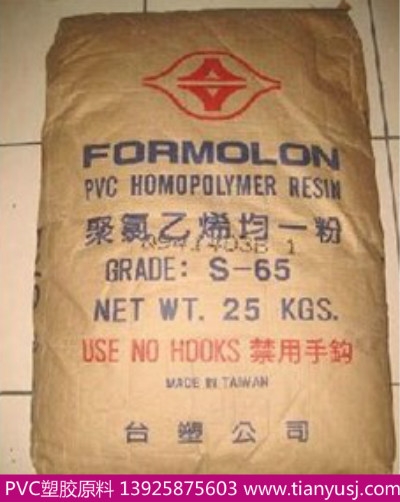 FORMOLON
PVC HOMOPOLYMER RESIN
聚氯乙烯均一粉
GRADE: S-65
NET WT. 25 KGS.
USE NO HOOKS 禁用手鈎
MADE IN TAIWAN
台塑公司
PVC塑胶原料 13925875603 www.tianyusj.com